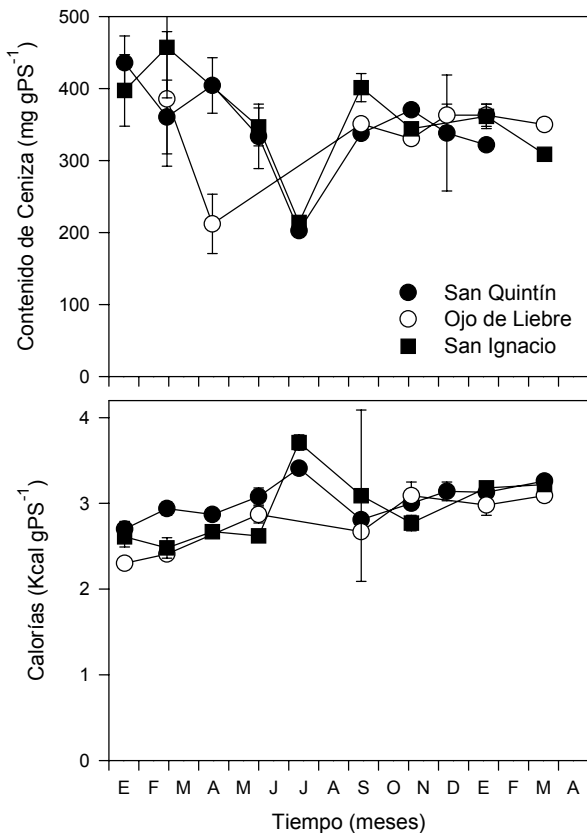 500
400
300
200
100
0
Contenido de Ceniza (mg gPS⁻¹)
San Quintín
Ojo de Liebre
San Ignacio
4
3
2
1
0
Calorías (Kcal gPS⁻¹)
E F M A M J J S O N D E F M A
Tiempo (meses)